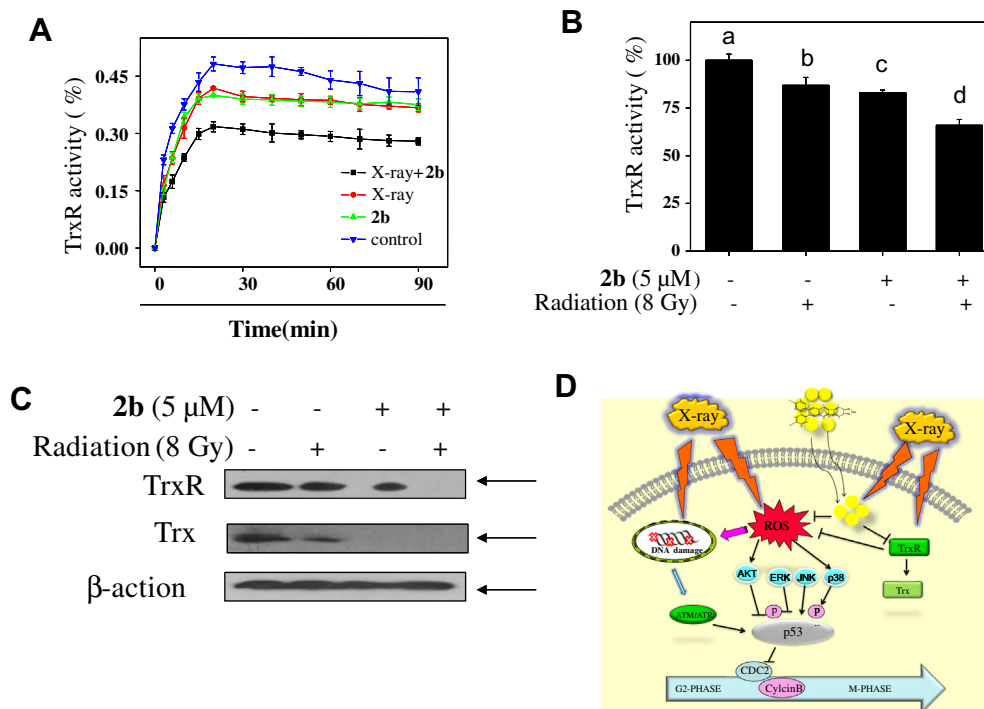 A
TrxR activity ( %)
0.45
0.30
0.15
0.00
X-ray+2b
X-ray
2b
control
0 30 60 90
Time(min)
B
TrxR activity ( %)
100
75
50
25
0
a b c d
2b (5 μM) - - + +
Radiation (8 Gy) - + - +
C
2b (5 μM) - - + +
Radiation (8 Gy) - + - +
TrxR
Trx
β-action
D
X-ray
X-ray
ROS
DNA damage
TrxR
Trx
AKT ERK JNK p38
P P
ATM/ATR
p53
CDC2
G2-PHASE CylcinB M-PHASE